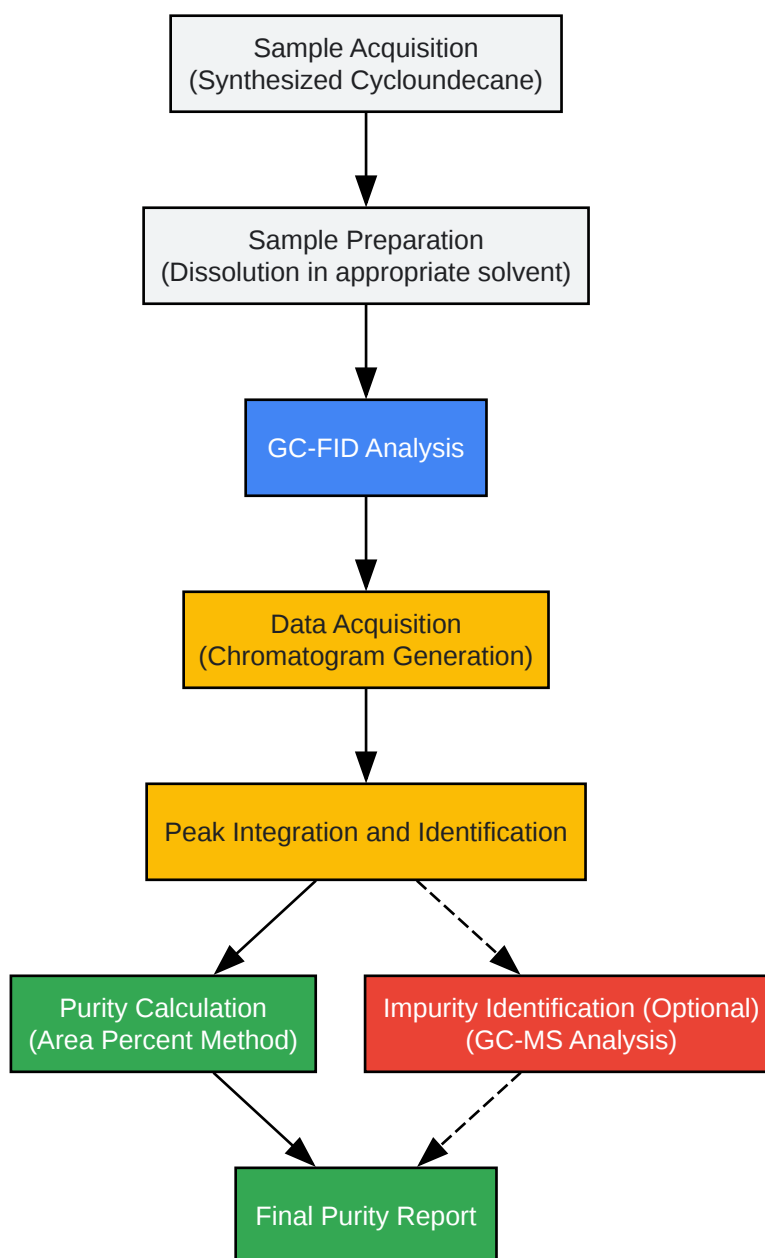 Sample Acquisition
(Synthesized Cycloundecane)
Sample Preparation
(Dissolution in appropriate solvent)
GC-FID Analysis
Data Acquisition
(Chromatogram Generation)
Peak Integration and Identification
Purity Calculation
(Area Percent Method)
Impurity Identification (Optional)
(GC-MS Analysis)
Final Purity Report